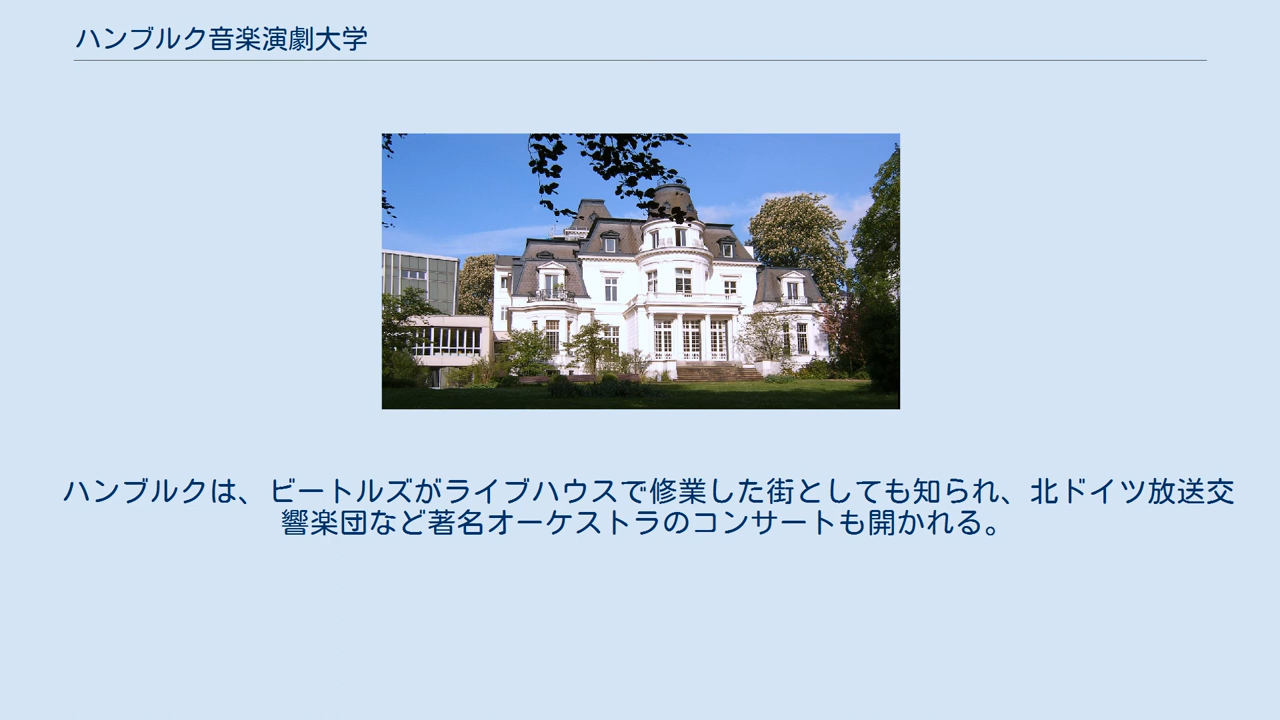 ハンブルク音楽演劇大学
ハンブルクは、ビートルズがライブハウスで修業した街としても知られ、北ドイツ放送交
響楽団など著名オーケストラのコンサートも開かれる。